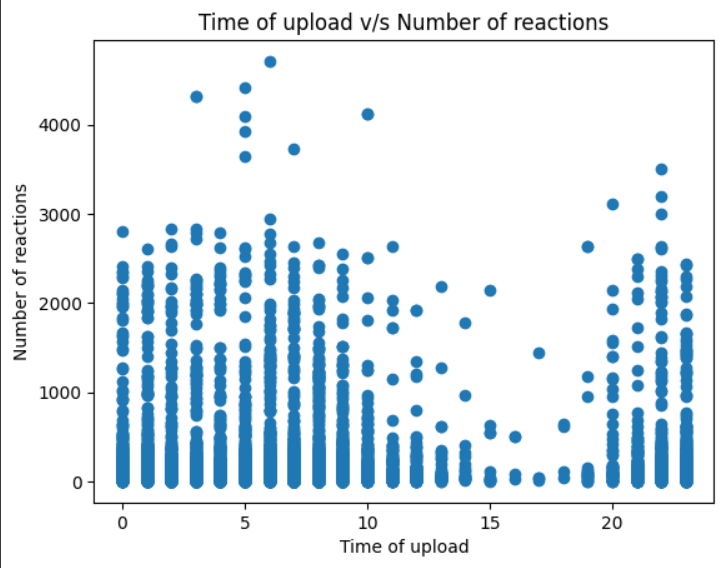 Time of upload v/s Number of reactions
Number of reactions
4000
3000
2000
1000
0
0 5 10 15 20
Time of upload